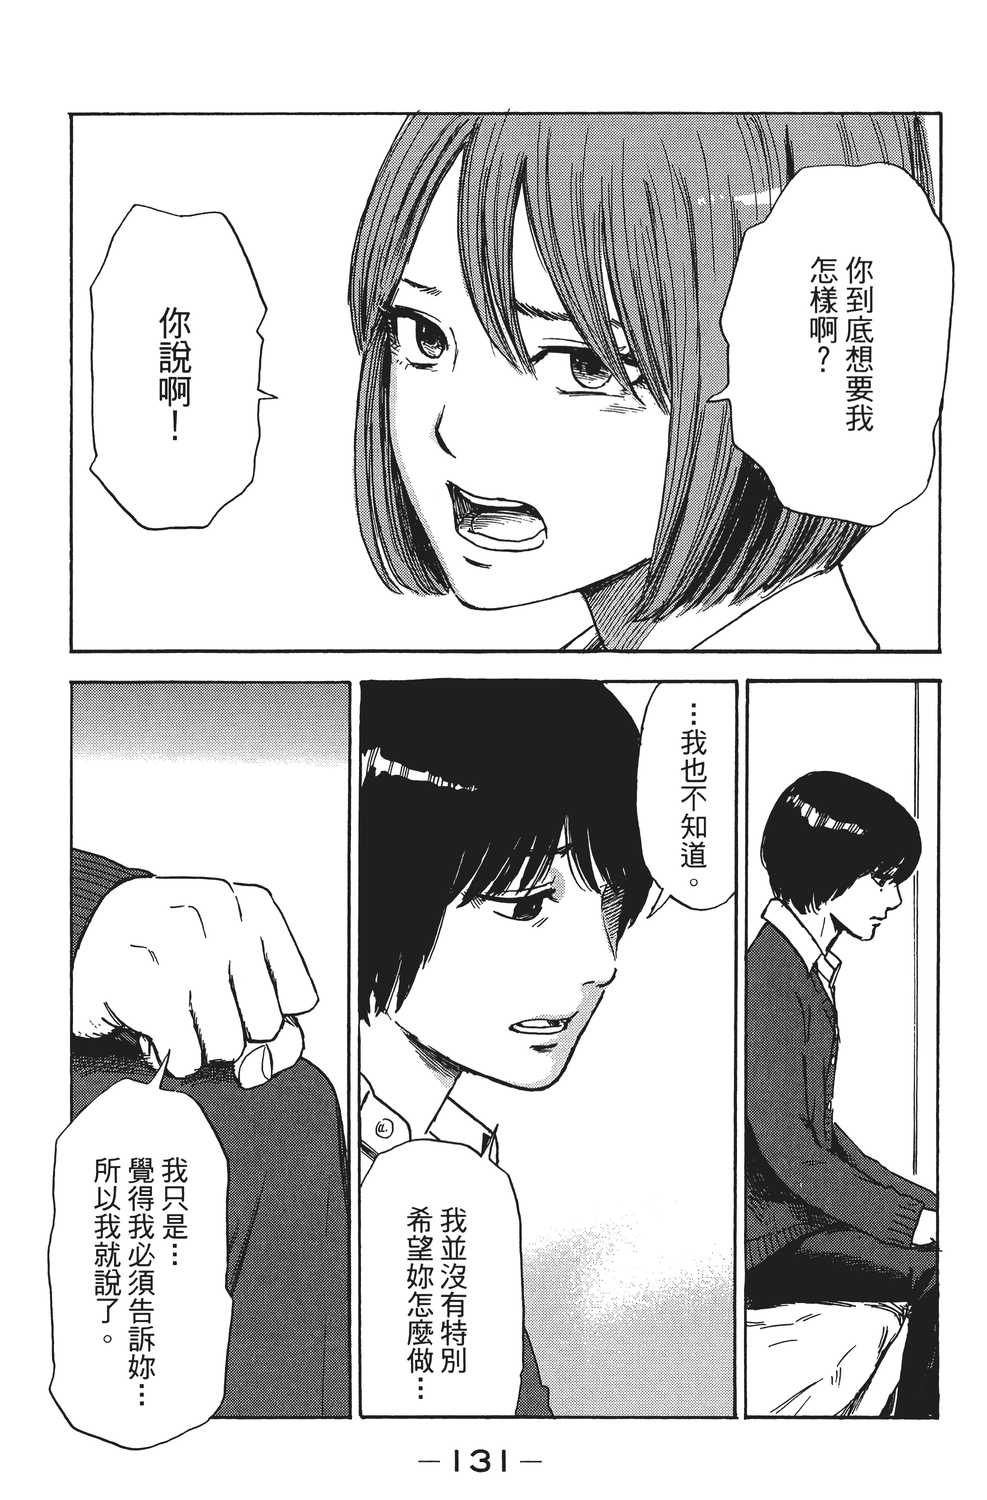 你到底想要我
怎樣啊？
你說啊！
…我也不知道。
我並沒有特別
希望妳怎麼做…
我只是…
覺得我必須告訴妳…
所以我就說了。
—131—